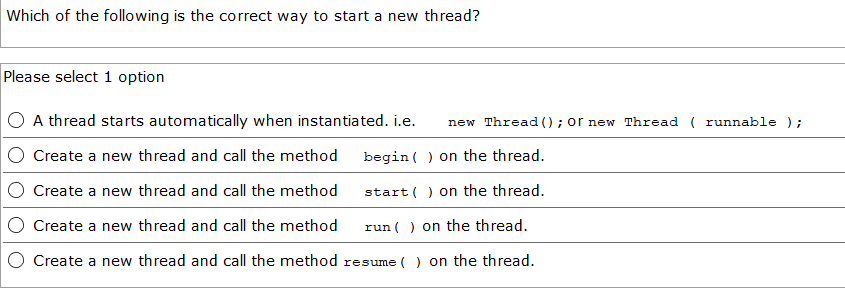 Which of the following is the correct way to start a new thread?
Please select 1 option
A thread starts automatically when instantiated. i.e. new Thread(); or new Thread ( runnable );
Create a new thread and call the method begin( ) on the thread.
Create a new thread and call the method start( ) on the thread.
Create a new thread and call the method run( ) on the thread.
Create a new thread and call the method resume( ) on the thread.